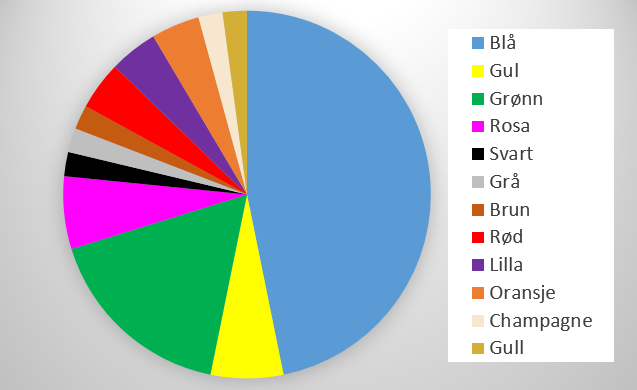 Blå
Gul
Grønn
Rosa
Svart
Grå
Brun
Rød
Lilla
Oransje
Champagne
Gull